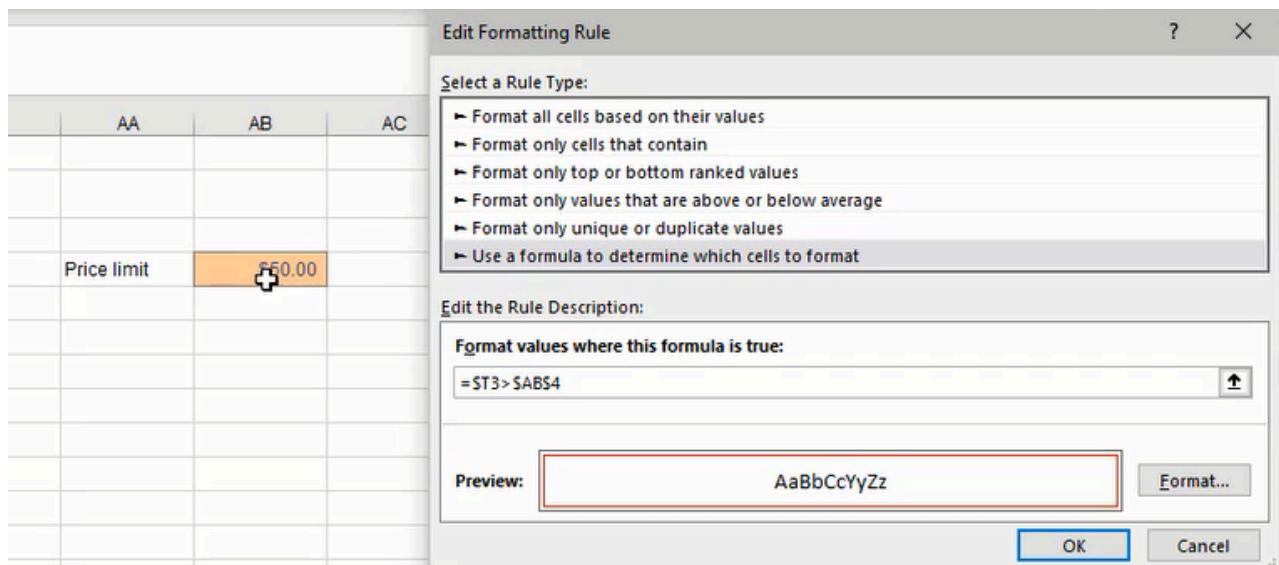 Edit Formatting Rule ? ×
Select a Rule Type:
► Format all cells based on their values
► Format only cells that contain
► Format only top or bottom ranked values
► Format only values that are above or below average
► Format only unique or duplicate values
► Use a formula to determine which cells to format
Edit the Rule Description:
Format values where this formula is true:
=$T3>$AB$4
Preview: AaBbCcYyZz Format...
OK Cancel
AA AB AC
Price limit